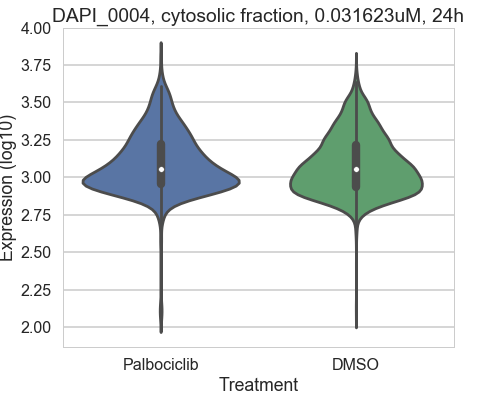 DAPI_0004, cytosolic fraction, 0.031623uM, 24h
4.00
3.75
3.50
3.25
3.00
2.75
2.50
2.25
2.00
Expression (log10)
Palbociclib DMSO
Treatment